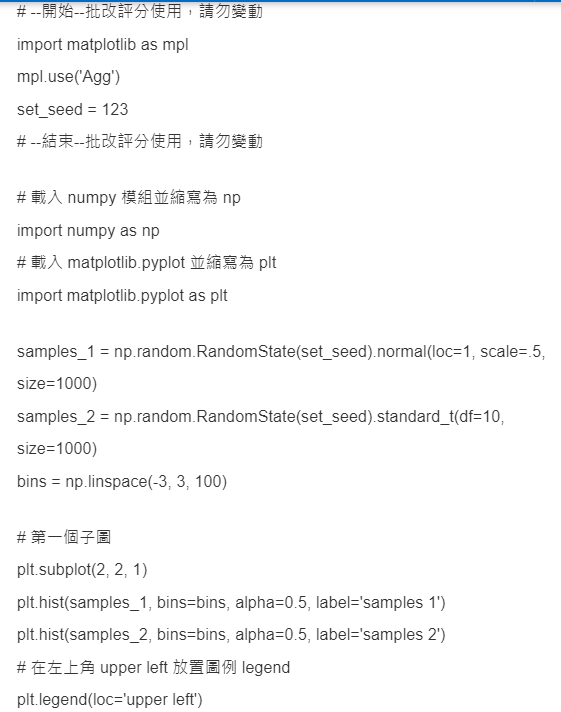 # --開始--批改評分使用，請勿變動
import matplotlib as mpl
mpl.use('Agg')
set_seed = 123
# --結束--批改評分使用，請勿變動
# 載入 numpy 模組並縮寫為 np
import numpy as np
# 載入 matplotlib.pyplot 並縮寫為 plt
import matplotlib.pyplot as plt
samples_1 = np.random.RandomState(set_seed).normal(loc=1, scale=.5,
size=1000)
samples_2 = np.random.RandomState(set_seed).standard_t(df=10,
size=1000)
bins = np.linspace(-3, 3, 100)
# 第一個子圖
plt.subplot(2, 2, 1)
plt.hist(samples_1, bins=bins, alpha=0.5, label='samples 1')
plt.hist(samples_2, bins=bins, alpha=0.5, label='samples 2')
# 在左上角 upper left 放置圖例 legend
plt.legend(loc='upper left')